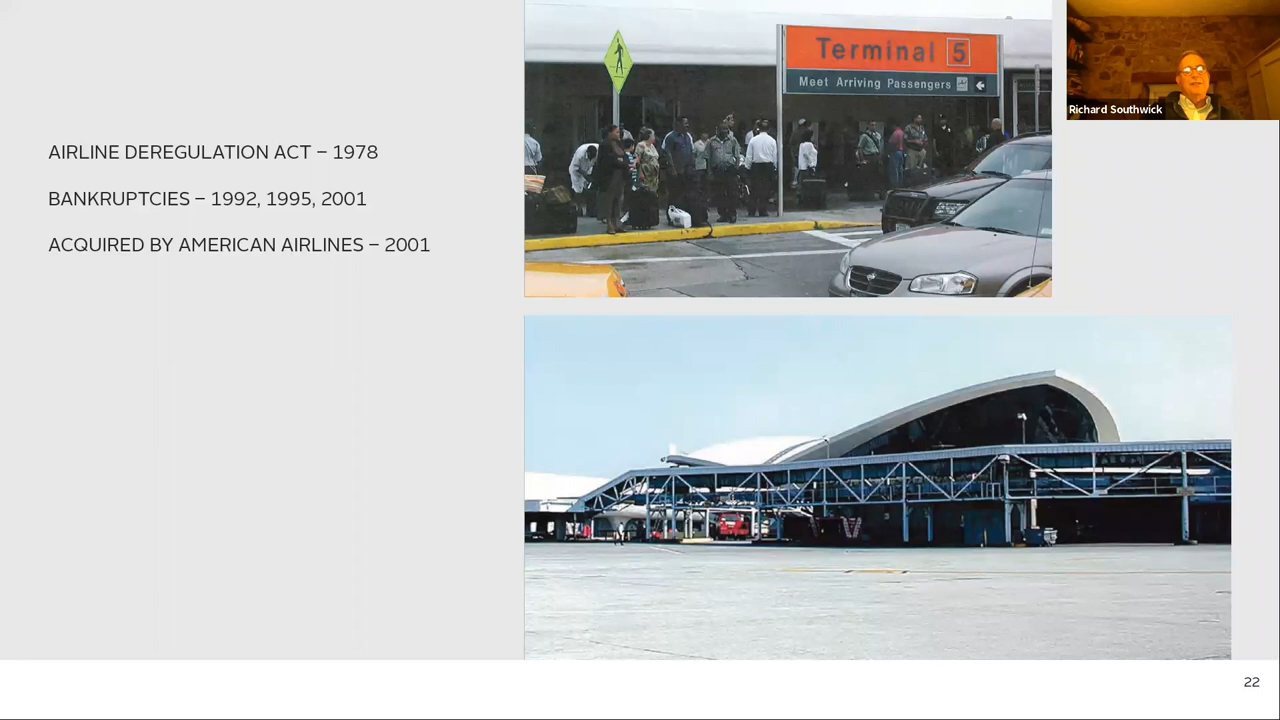 Terminal 5
Meet Arriving Passengers
Richard Southwick
AIRLINE DEREGULATION ACT – 1978
BANKRUPTCIES – 1992, 1995, 2001
ACQUIRED BY AMERICAN AIRLINES – 2001
22